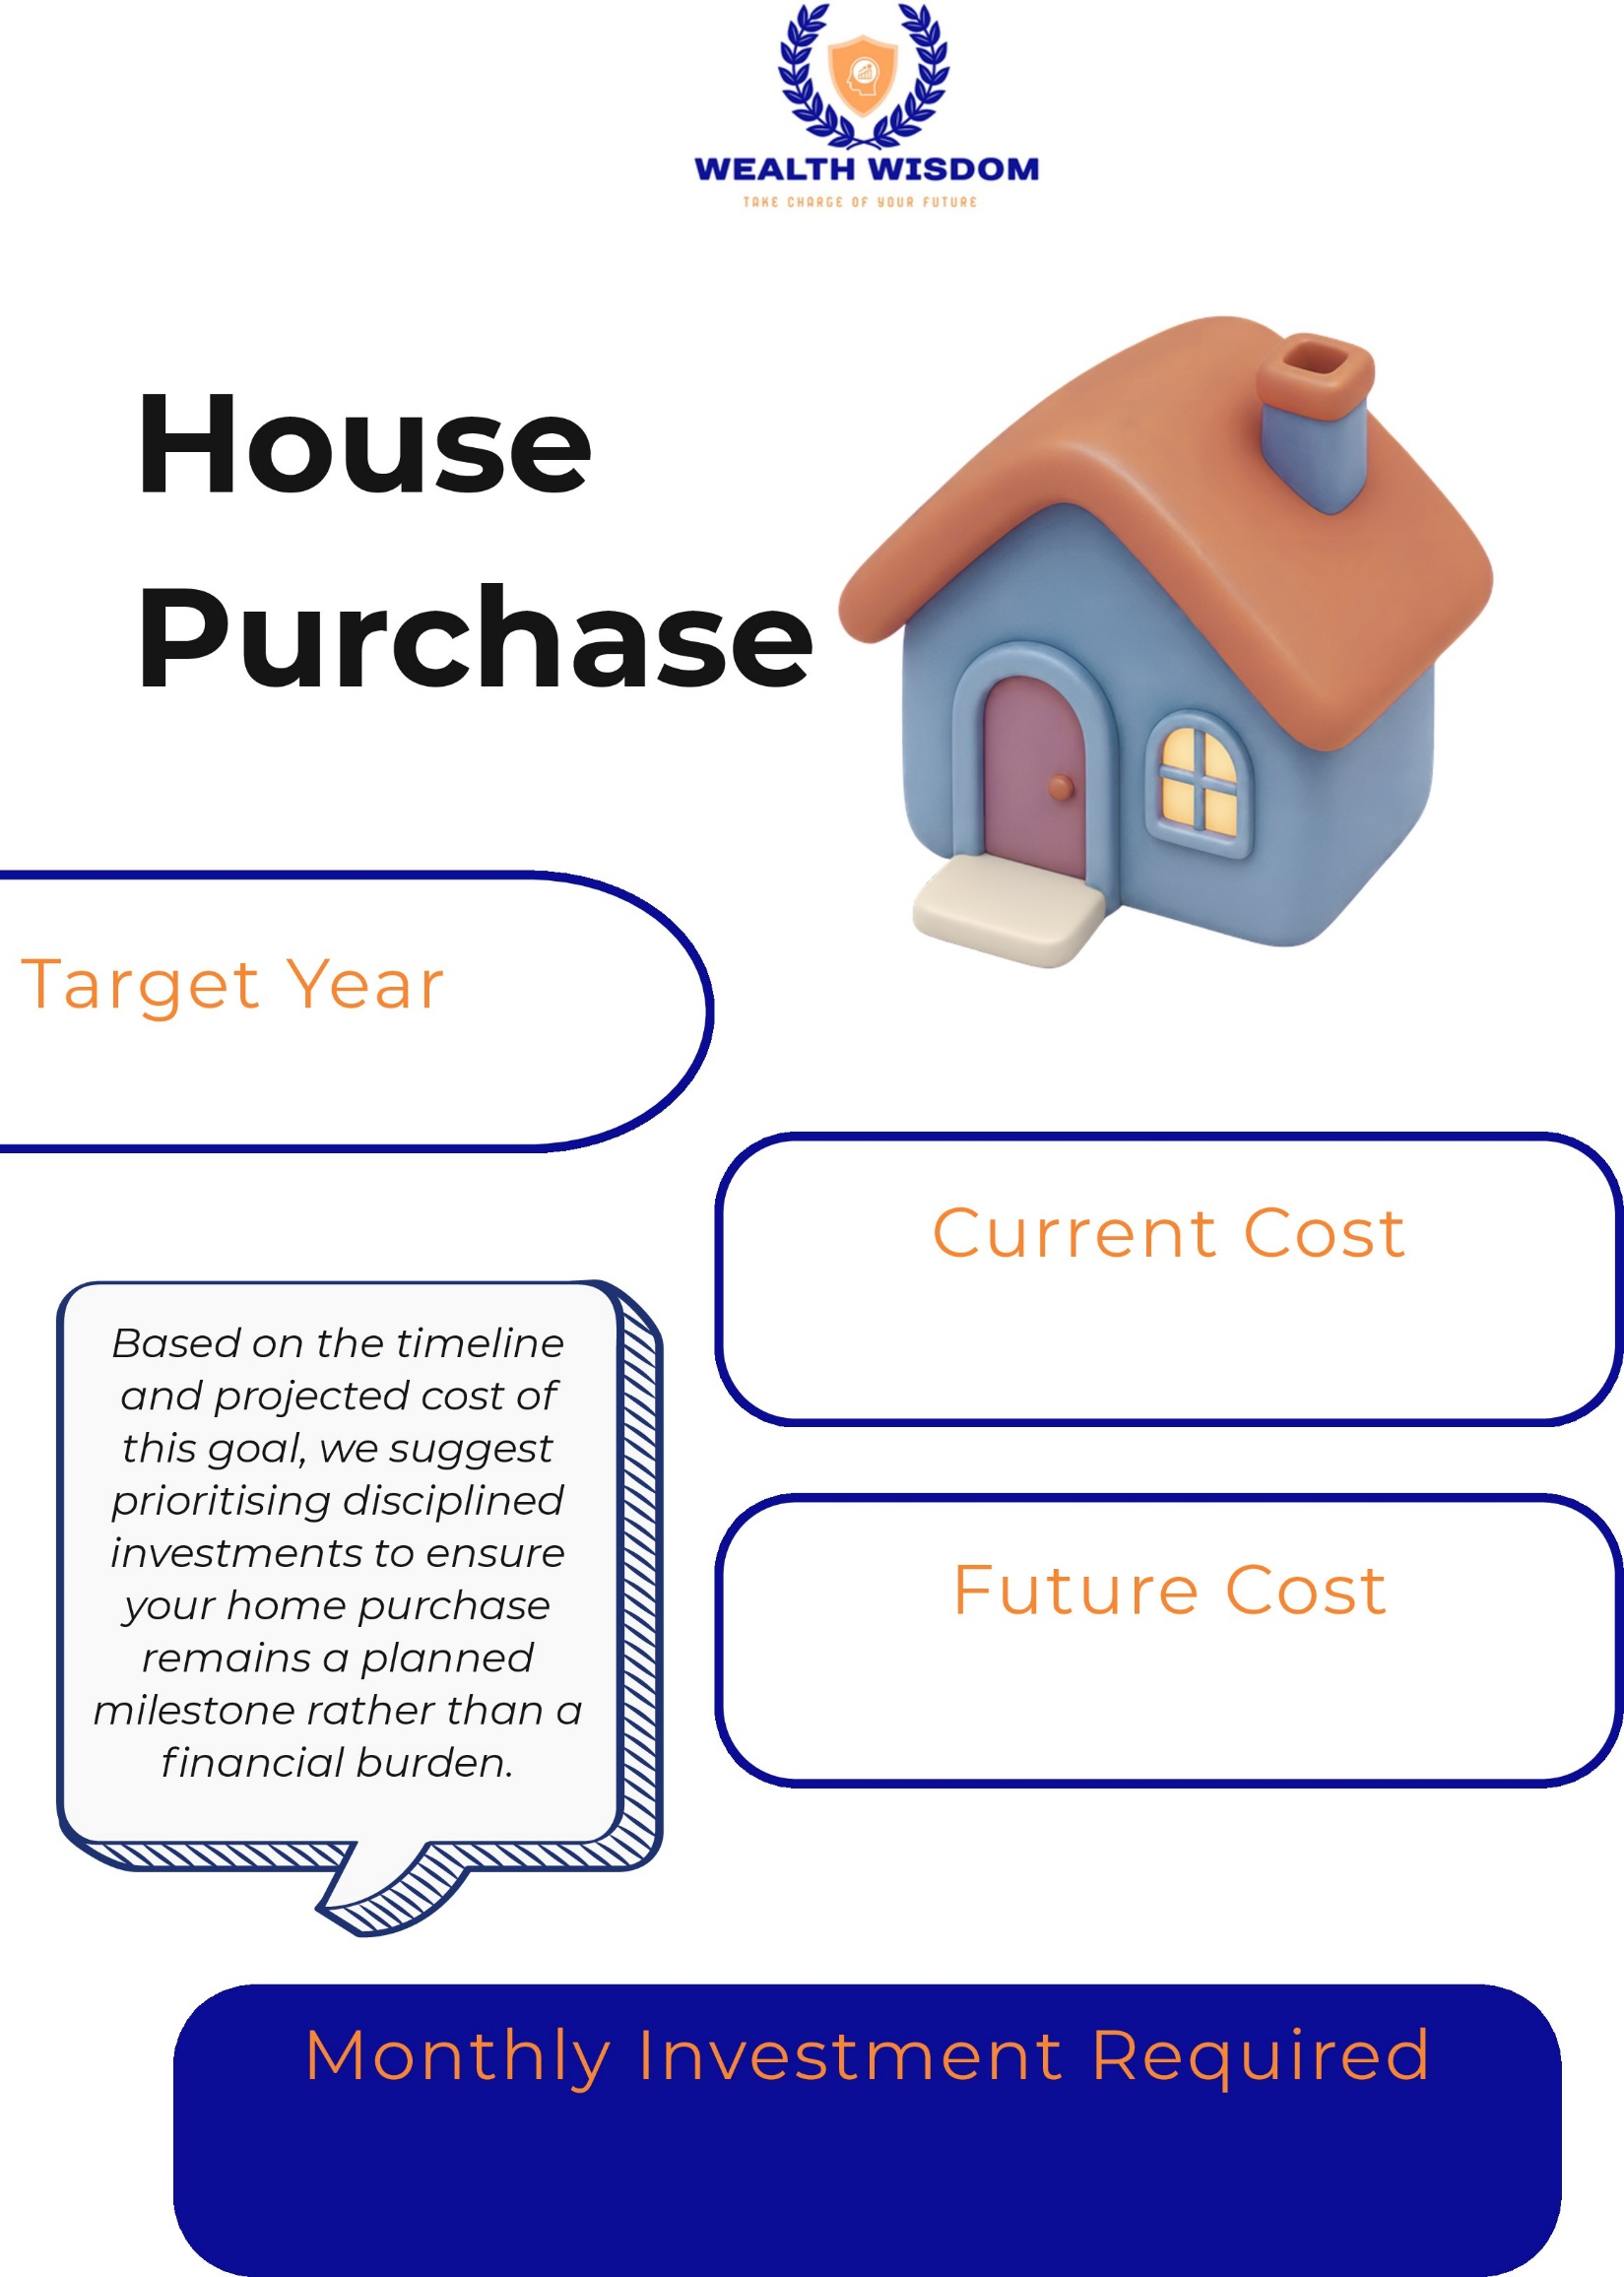 WEALTH WISDOM
TAKE CHARGE OF YOUR FUTURE
House
Purchase
Target Year
Current Cost
Based on the timeline
and projected cost of
this goal, we suggest
prioritising disciplined
investments to ensure
your home purchase
remains a planned
milestone rather than a
financial burden.
Future Cost
Monthly Investment Required